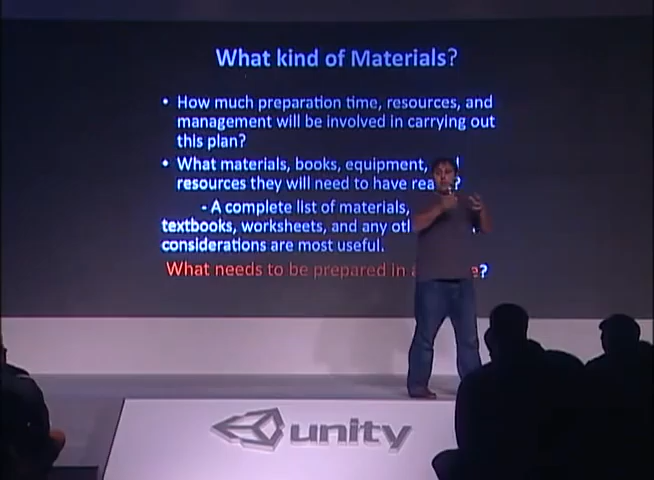 What kind of Materials?
• How much preparation time, resources, and
management will be involved in carrying out
this plan?
• What materials, books, equipment,
resources they will need to have
- A complete list of materials,
textbooks, worksheets, and any
considerations are most useful.
What needs to be prepared in
unity